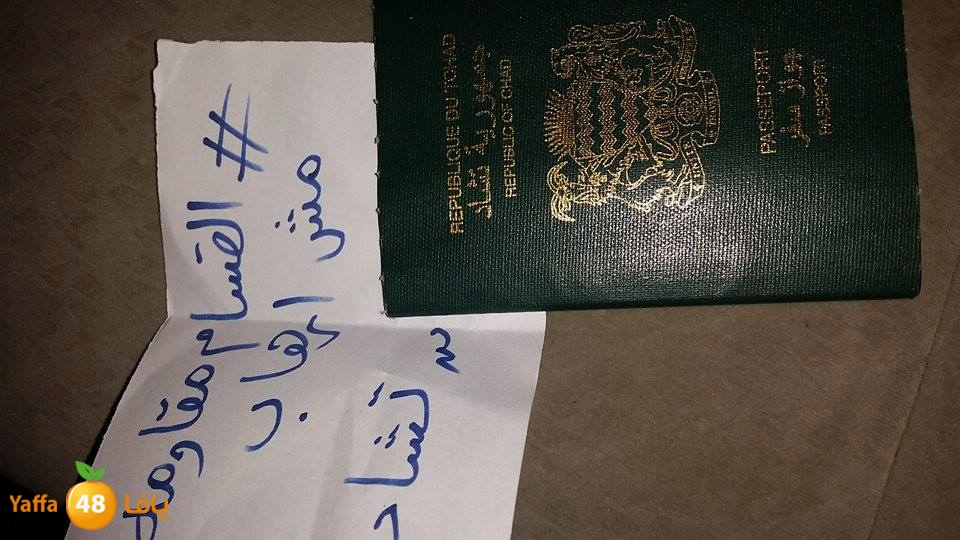 #القسام مقاومة
مش ارهاب
تشاد
REPUBLIQUE DU TCHAD
جمهورية تشاد
REPUBLIC OF CHAD
PASSEPORT
جواز سفر
PASSPORT
Yaffa 48 يافا